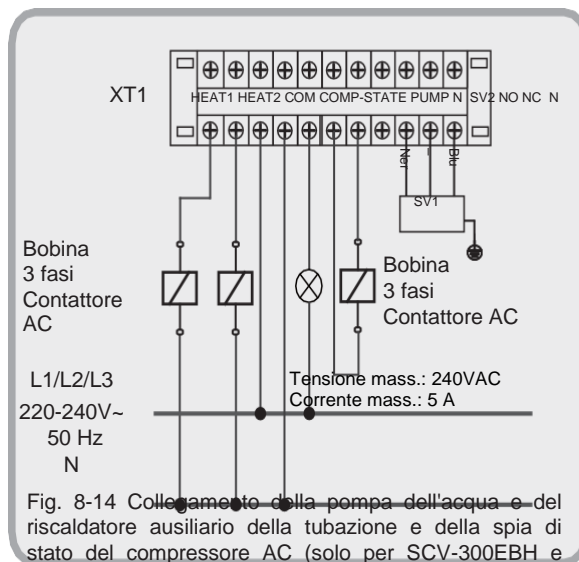 XT1
HEAT1 HEAT2 COM COMP-STATE PUMP N SV2 NO NC N
Ner
–
Blu
SV1
Bobina
3 fasi
Contattore
AC
Bobina
3 fasi
Contattore AC
L1/L2/L3
220-240V~
50 Hz
N
Tensione mass.: 240VAC
Corrente mass.: 5 A
Fig. 8-14 Collegamento della pompa dell'acqua e del
riscaldatore ausiliario della tubazione e della spia di
stato del compressore AC (solo per SCV-300EBH e